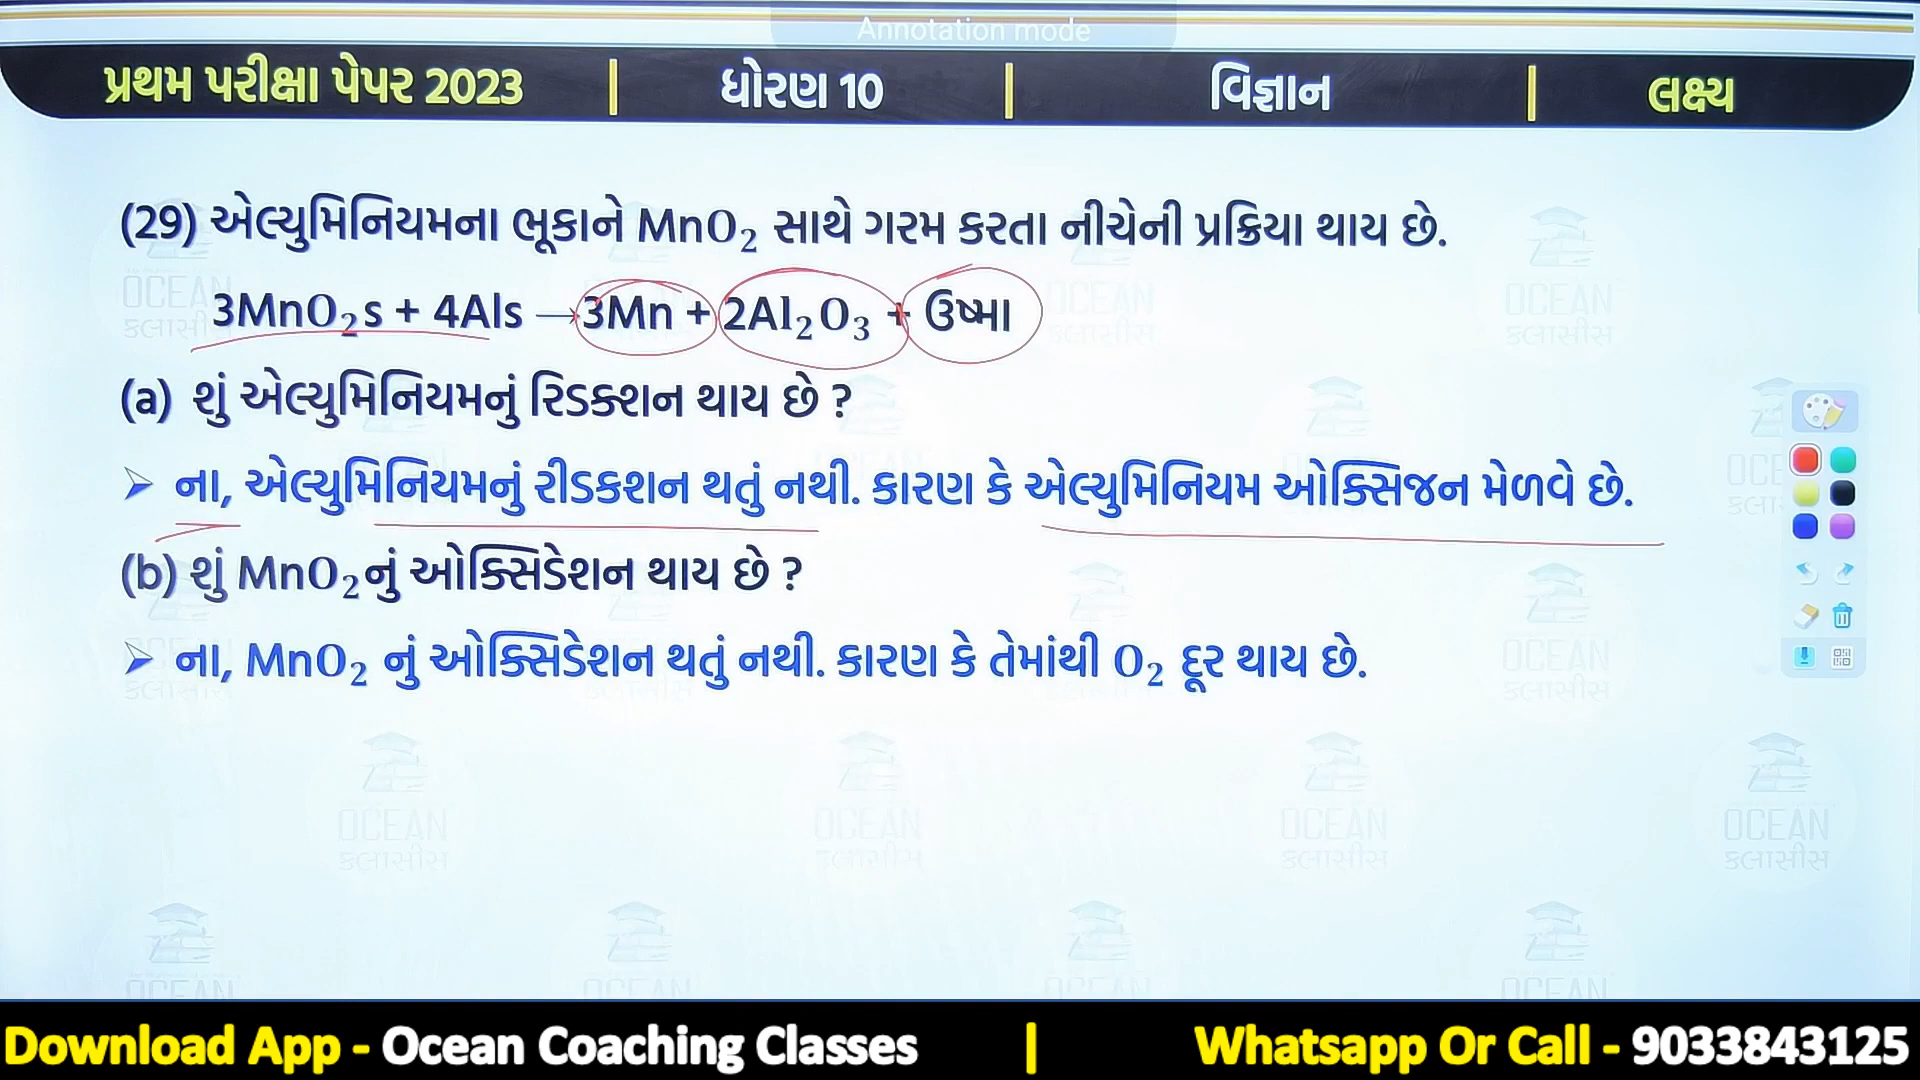 Annotation mode
પ્રથમ પરીક્ષા પેપર 2023 | ધોરણ 10 | વિજ્ઞાન | લક્ષ્ય
(29) એલ્યુમિનિયમના ભૂકાને MnO₂ સાથે ગરમ કરતા નીચેની પ્રક્રિયા થાય છે.
3MnO₂s + 4Als → 3Mn + 2Al₂O₃ + ઉષ્મા
(a) શું એલ્યુમિનિયમનું રિડક્શન થાય છે ?
➢ ના, એલ્યુમિનિયમનું રીડકશન થતું નથી. કારણ કે એલ્યુમિનિયમ ઓક્સિજન મેળવે છે.
(b) શું MnO₂નું ઓક્સિડેશન થાય છે ?
➢ ના, MnO₂ નું ઓક્સિડેશન થતું નથી. કારણ કે તેમાંથી O₂ દૂર થાય છે.
OCEAN
કલાસીસ
Download App - Ocean Coaching Classes | Whatsapp Or Call - 9033843125